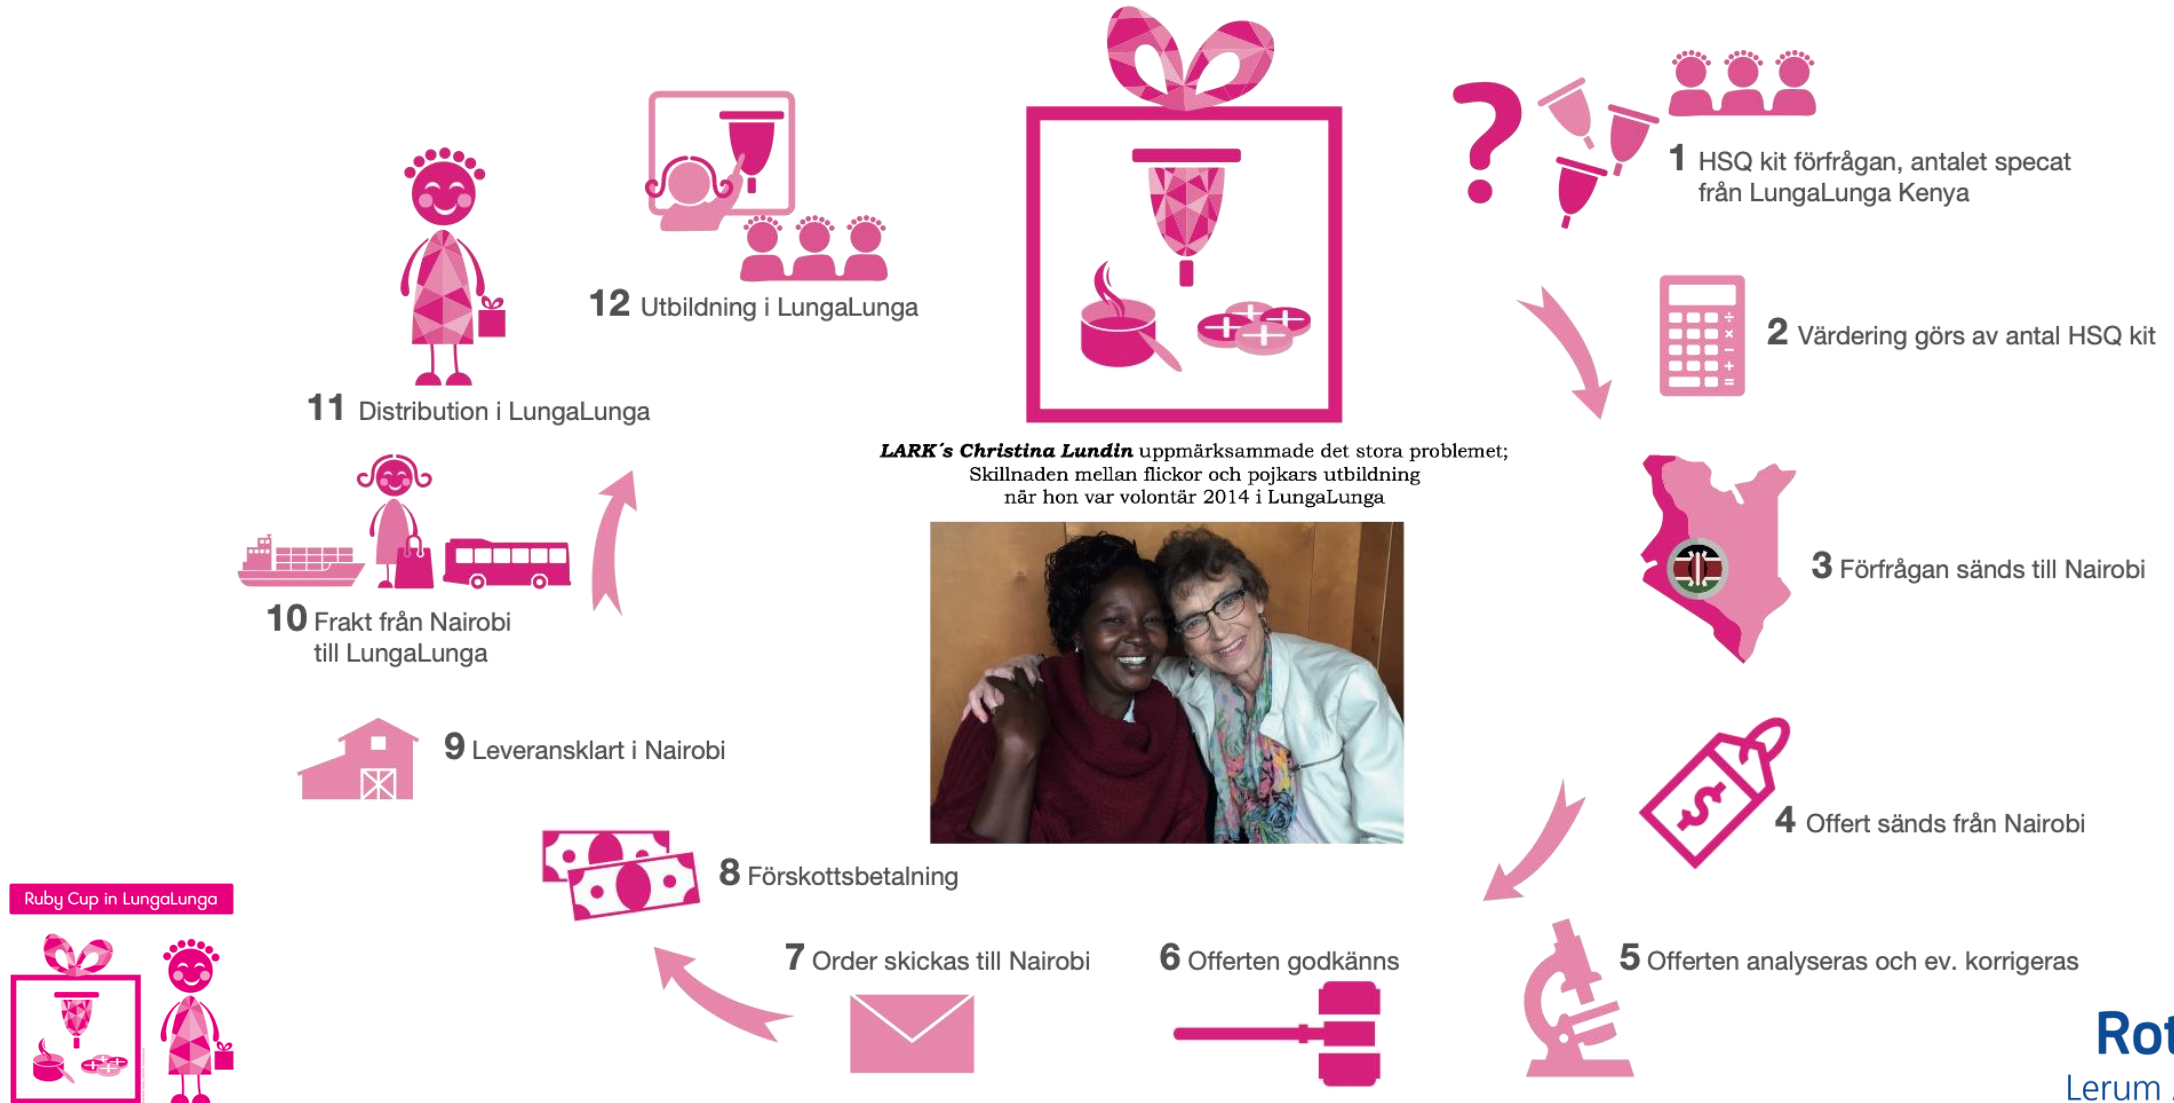 1 HSQ kit förfrågan, antalet specat
från LungaLunga Kenya
2 Värdering görs av antal HSQ kit
3 Förfrågan sänds till Nairobi
4 Offert sänds från Nairobi
5 Offerten analyseras och ev. korrigeras
6 Offerten godkänns
7 Order skickas till Nairobi
8 Förskottsbetalning
9 Leveransklart i Nairobi
10 Frakt från Nairobi
till LungaLunga
11 Distribution i LungaLunga
12 Utbildning i LungaLunga
LARK´s Christina Lundin uppmärksammade det stora problemet;
Skillnaden mellan flickor och pojkars utbildning
när hon var volontär 2014 i LungaLunga
Ruby Cup in LungaLunga
Rot
Lerum